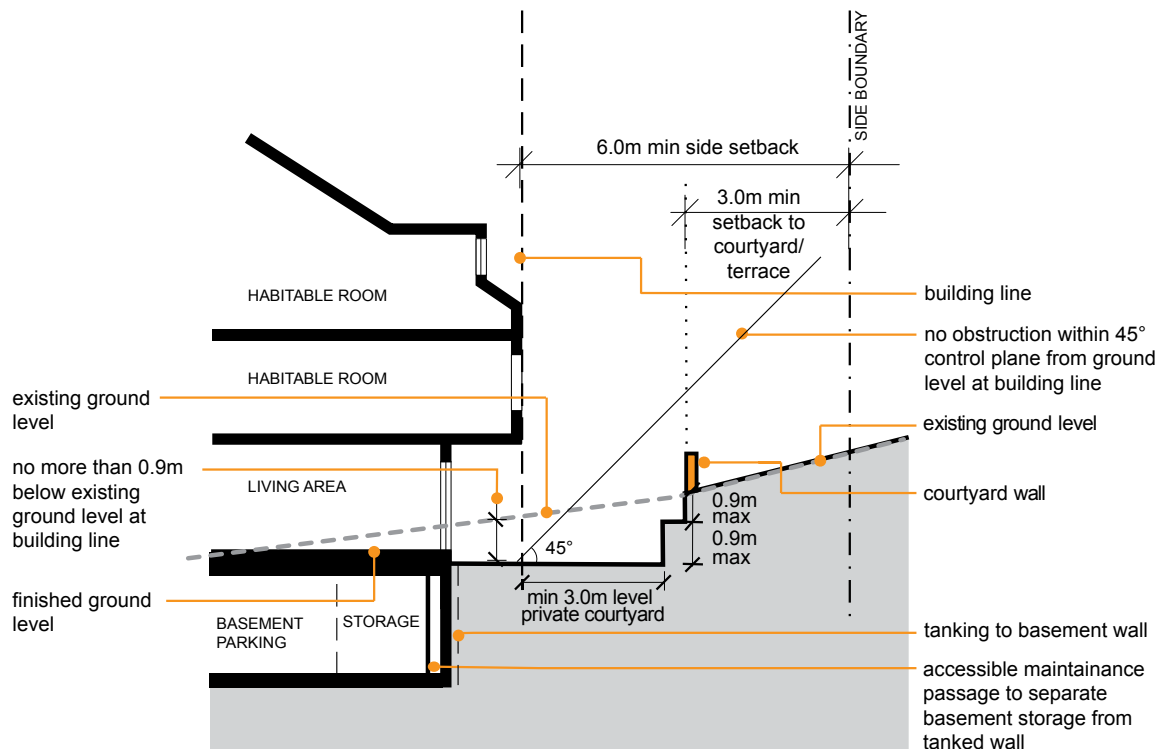 SIDE BOUNDARY
6.0m min side setback
3.0m min
setback to
courtyard/
terrace
HABITABLE ROOM
building line
no obstruction within 45°
control plane from ground
level at building line
HABITABLE ROOM
existing ground
level
existing ground level
no more than 0.9m
below existing
ground level at
building line
LIVING AREA
courtyard wall
0.9m
max
0.9m
max
45°
finished ground
level
min 3.0m level
private courtyard
BASEMENT
PARKING
STORAGE
tanking to basement wall
accessible maintainance
passage to separate
basement storage from
tanked wall